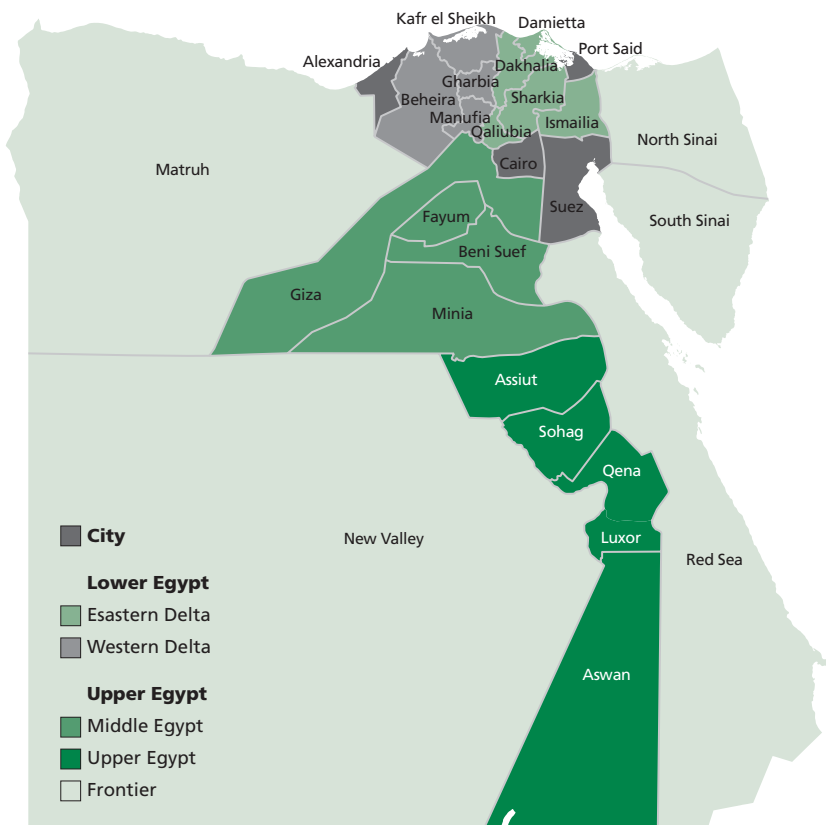 Kafr el Sheikh
Damietta
Alexandria
Port Said
Dakhalia
Gharbia
Beheira
Sharkia
Manufia
Ismailia
Qaliubia
North Sinai
Cairo
Matruh
Suez
Fayum
South Sinai
Beni Suef
Giza
Minia
Assiut
Sohag
Qena
New Valley
Luxor
Red Sea
Aswan
City
Lower Egypt
Esastern Delta
Western Delta
Upper Egypt
Middle Egypt
Upper Egypt
Frontier